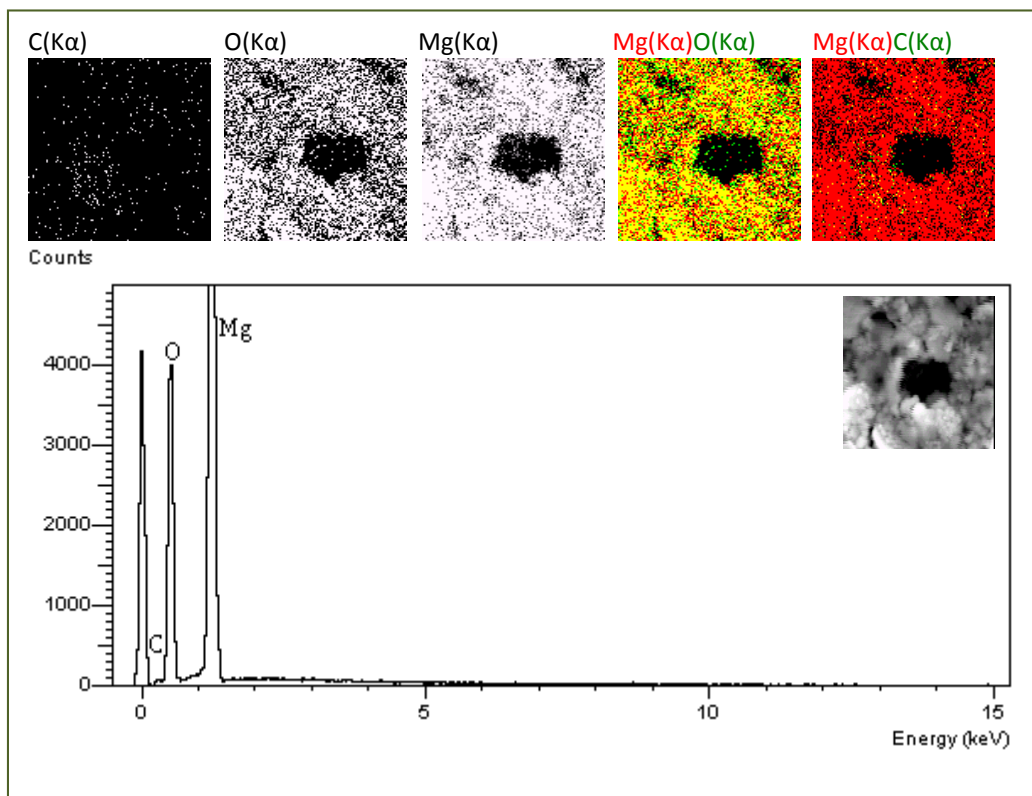 C(Kα) O(Kα) Mg(Kα) Mg(Kα)O(Kα) Mg(Kα)C(Kα)
Counts
Mg
O
4000
3000
2000
1000
C
0
0 5 10 15
Energy (keV)